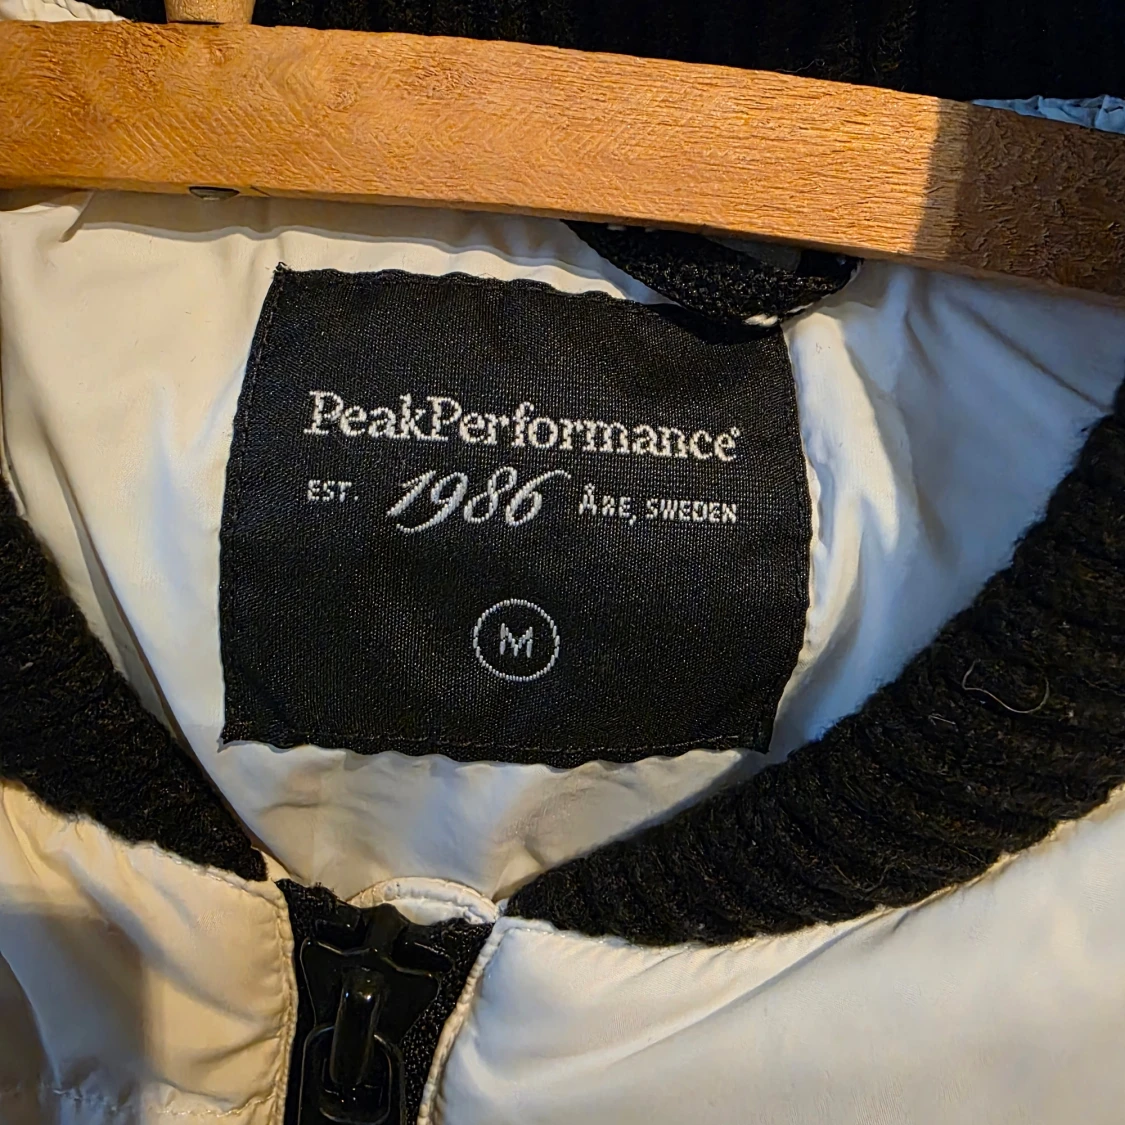 PeakPerformance®
EST. 1986 ÅRE, SWEDEN
M